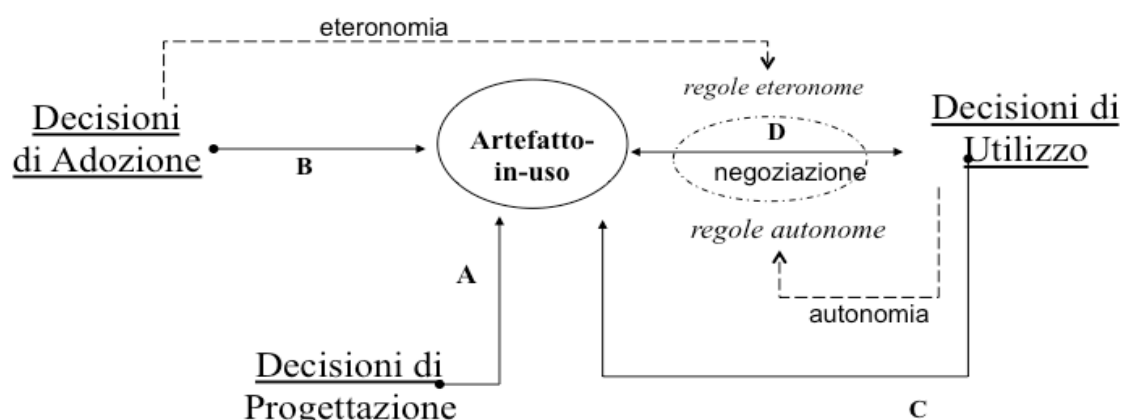 eteronomia
regole eteronome
Decisioni
di Adozione
B
Artefatto-
in-uso
D
negoziazione
Decisioni di
Utilizzo
regole autonome
A
autonomia
Decisioni di
Progettazione
C